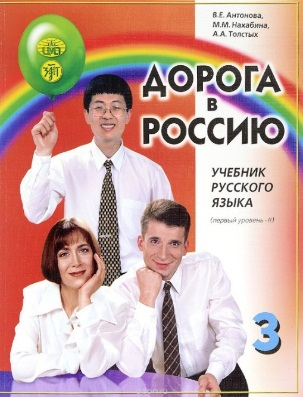 В.Е. Антонова,
М.М. Нахабина,
А.А. Толстых
ДОРОГА
в
РОССИЮ
УЧЕБНИК
РУССКОГО
ЯЗЫКА
(первый уровень-II)
3